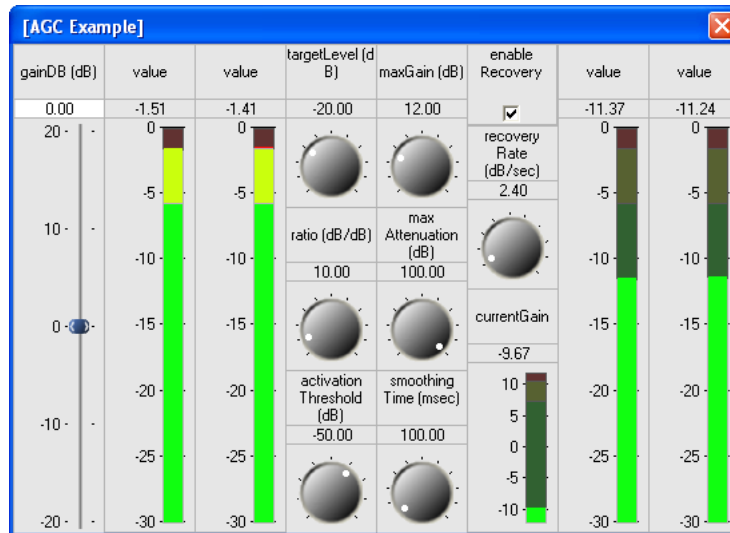 [AGC Example]
gainDB (dB)
0.00
20
10
0
-10
-20
value
-1.51
0
-5
-10
-15
-20
-25
-30
value
-1.41
0
-5
-10
-15
-20
-25
-30
targetLevel (d
B)
-20.00
ratio (dB/dB)
10.00
activation
Threshold
(dB)
-50.00
maxGain (dB)
12.00
max
Attenuation
(dB)
100.00
smoothing
Time (msec)
100.00
enable
Recovery
recovery
Rate
(dB/sec)
2.40
currentGain
-9.67
10
5
0
-5
-10
value
-11.37
0
-5
-10
-15
-20
-25
-30
value
-11.24
0
-5
-10
-15
-20
-25
-30